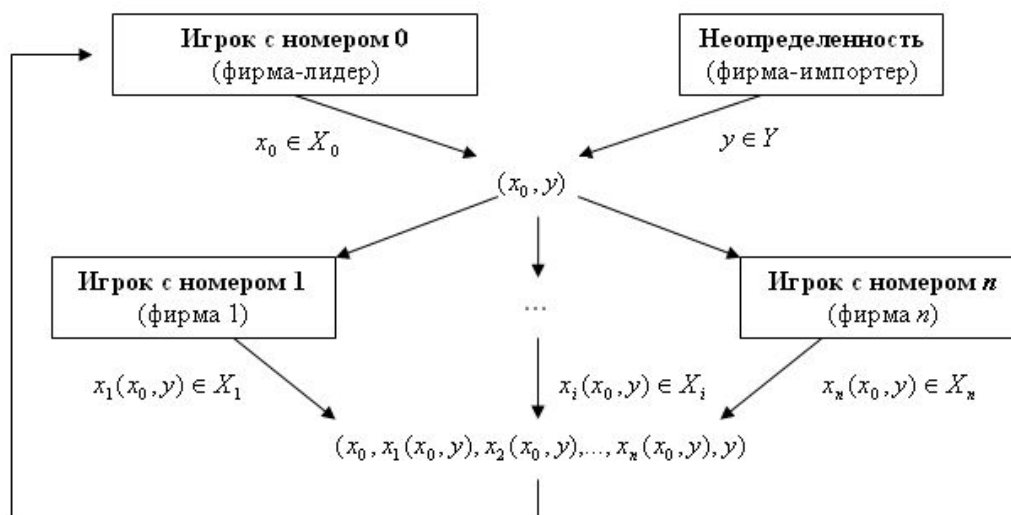 Игрок с номером 0
(фирма-лидер)
Неопределенность
(фирма-импортер)
x₀ ∈ X₀
y ∈ Y
(x₀, y)
Игрок с номером 1
(фирма 1)
...
Игрок с номером n
(фирма n)
x₁(x₀, y) ∈ X₁
xᵢ(x₀, y) ∈ Xᵢ
xₙ(x₀, y) ∈ Xₙ
(x₀, x₁(x₀, y), x₂(x₀, y),..., xₙ(x₀, y), y)